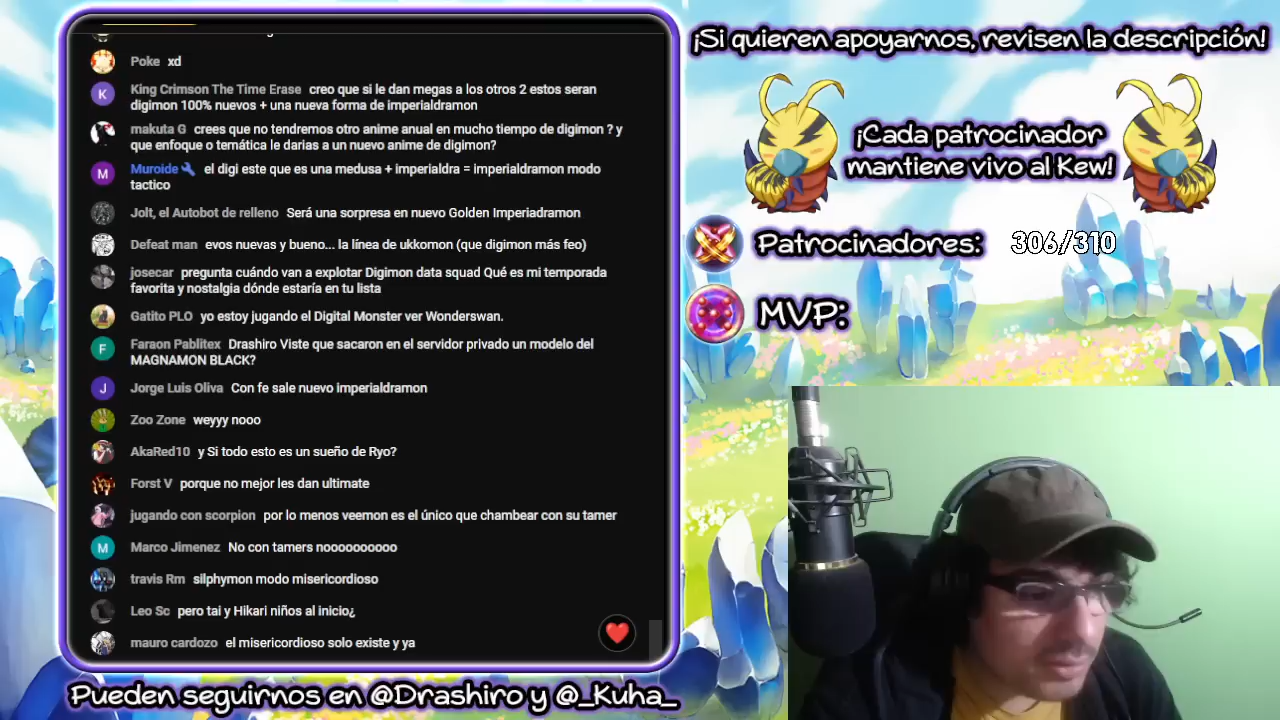 ¡Si quieren apoyarnos, revisen la descripción!
Poke xd
King Crimson The Time Erase creo que si le dan megas a los otros 2 estos seran
digimon 100% nuevos + una nueva forma de imperialdramon
makuta G crees que no tendremos otro anime anual en mucho tiempo de digimon ? y
que enfoque o temática le darias a un nuevo anime de digimon?
M
Muroide el digi este que es una medusa + imperialdra = imperialdramon modo
tactico
Jolt, el Autobot de relleno Será una sorpresa en nuevo Golden Imperiadramon
Defeat man evos nuevas y bueno... la línea de ukkomon (que digimon más feo)
josecar pregunta cuándo van a explotar Digimon data squad Qué es mi temporada
favorita y nostalgia dónde estaría en tu lista
Gatito PLO yo estoy jugando el Digital Monster ver Wonderswan.
F
Faraon Pablitex Drashiro Viste que sacaron en el servidor privado un modelo del
MAGNAMON BLACK?
J
Jorge Luis Oliva Con fe sale nuevo imperialdramon
Zoo Zone weyyy nooo
AkaRed10 y Si todo esto es un sueño de Ryo?
Forst V porque no mejor les dan ultimate
jugando con scorpion por lo menos veemon es el único que chambear con su tamer
M
Marco Jimenez No con tamers noooooooooo
travis Rm silphymon modo misericordioso
Leo Sc pero tai y Hikari niños al inicio¿
mauro cardozo el misericordioso solo existe y ya
¡Cada patrocinador
mantiene vivo al Kew!
Patrocinadores: 306/310
MVP:
Pueden seguirnos en @Drashiro y @_Kuha_